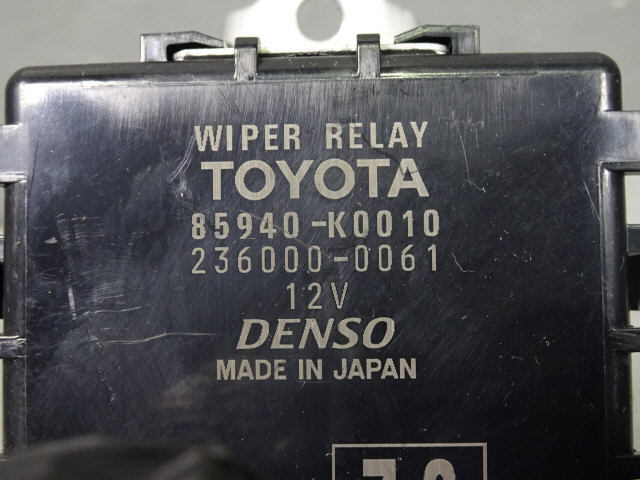 WIPER RELAY
TOYOTA
85940-K0010
236000-0061
12V
DENSO
MADE IN JAPAN